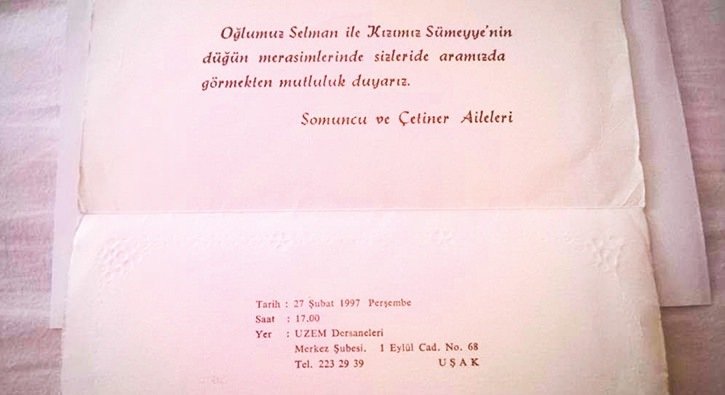 Oğlumuz Selman ile Kızımız Sümeyye'nin
düğün merasimlerinde sizleride aramızda
görmekten mutluluk duyarız.
Somuncu ve Çetiner Aileleri
Tarih : 27 Şubat 1997 Perşembe
Saat : 17.00
Yer : UZEM Dersaneleri
Merkez Şubesi. 1 Eylül Cad. No. 68
Tel. 223 29 39 UŞAK